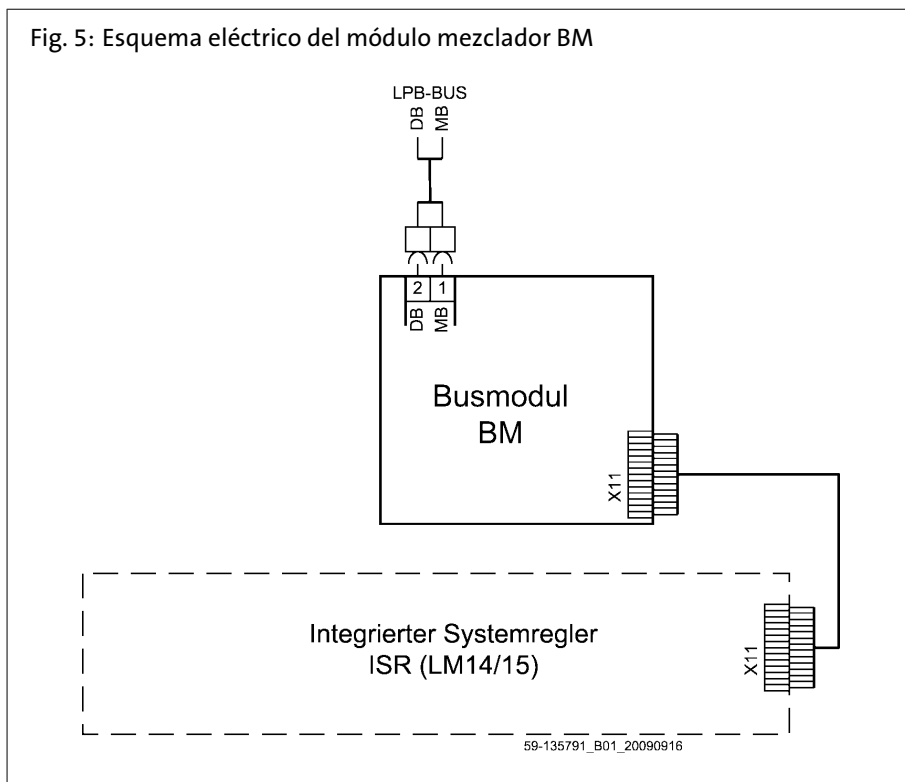 Fig. 5: Esquema eléctrico del módulo mezclador BM
LPB-BUS
DB
MB
2
1
DB
MB
Busmodul
BM
X11
Integrierter Systemregler
ISR (LM14/15)
X11
59-135791_B01_20090916